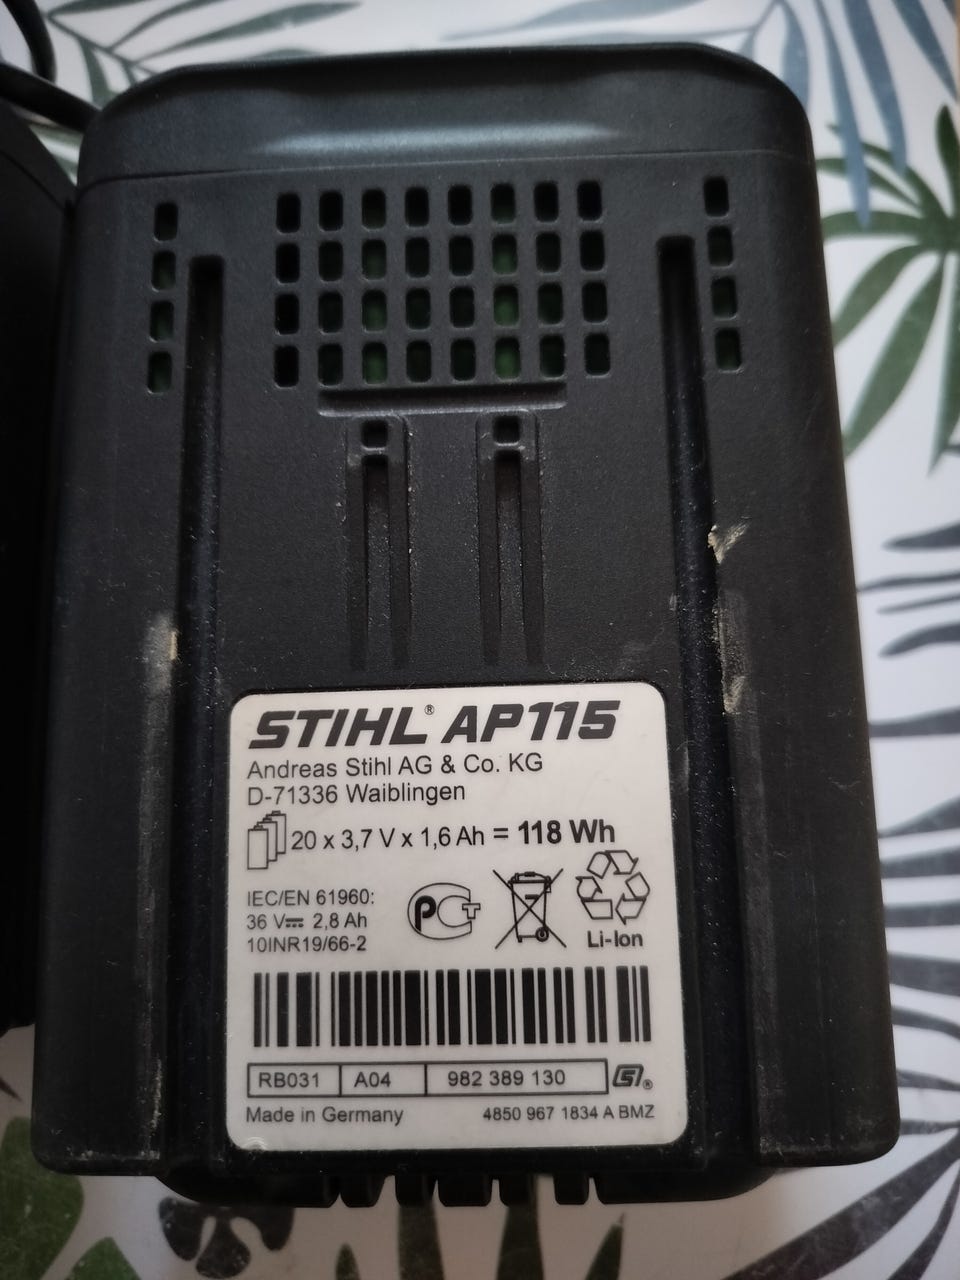 STIHL® AP115
Andreas Stihl AG & Co. KG
D-71336 Waiblingen
20 x 3,7 V x 1,6 Ah = 118 Wh
IEC/EN 61960:
36 V⎓ 2,8 Ah
10INR19/66-2
PCT
Li-Ion
RB031 A04 982 389 130 S®
Made in Germany 4850 967 1834 A BMZ